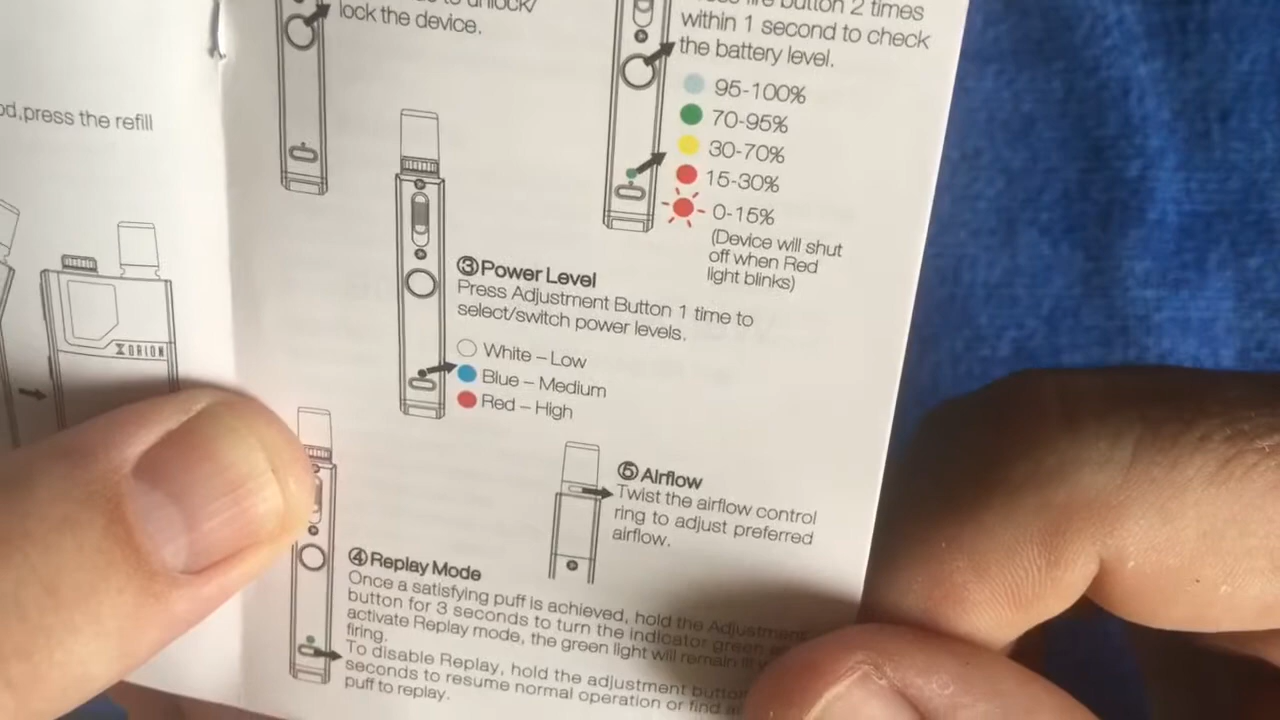 lock the device.
button 2 times
within 1 second to check
the battery level.
95-100%
70-95%
30-70%
15-30%
0-15%
(Device will shut
off when Red
light blinks)
press the refill
ORION
③Power Level
Press Adjustment Button 1 time to
select/switch power levels.
White – Low
Blue – Medium
Red – High
⑤Airflow
Twist the airflow control
ring to adjust preferred
airflow.
④Replay Mode
Once a satisfying puff is achieved, hold the Adjustment
button for 3 seconds to turn the indicator green
activate Replay mode, the green light will remain
firing.
To disable Replay, hold the adjustment button
seconds to resume normal operation or find
puff to replay.